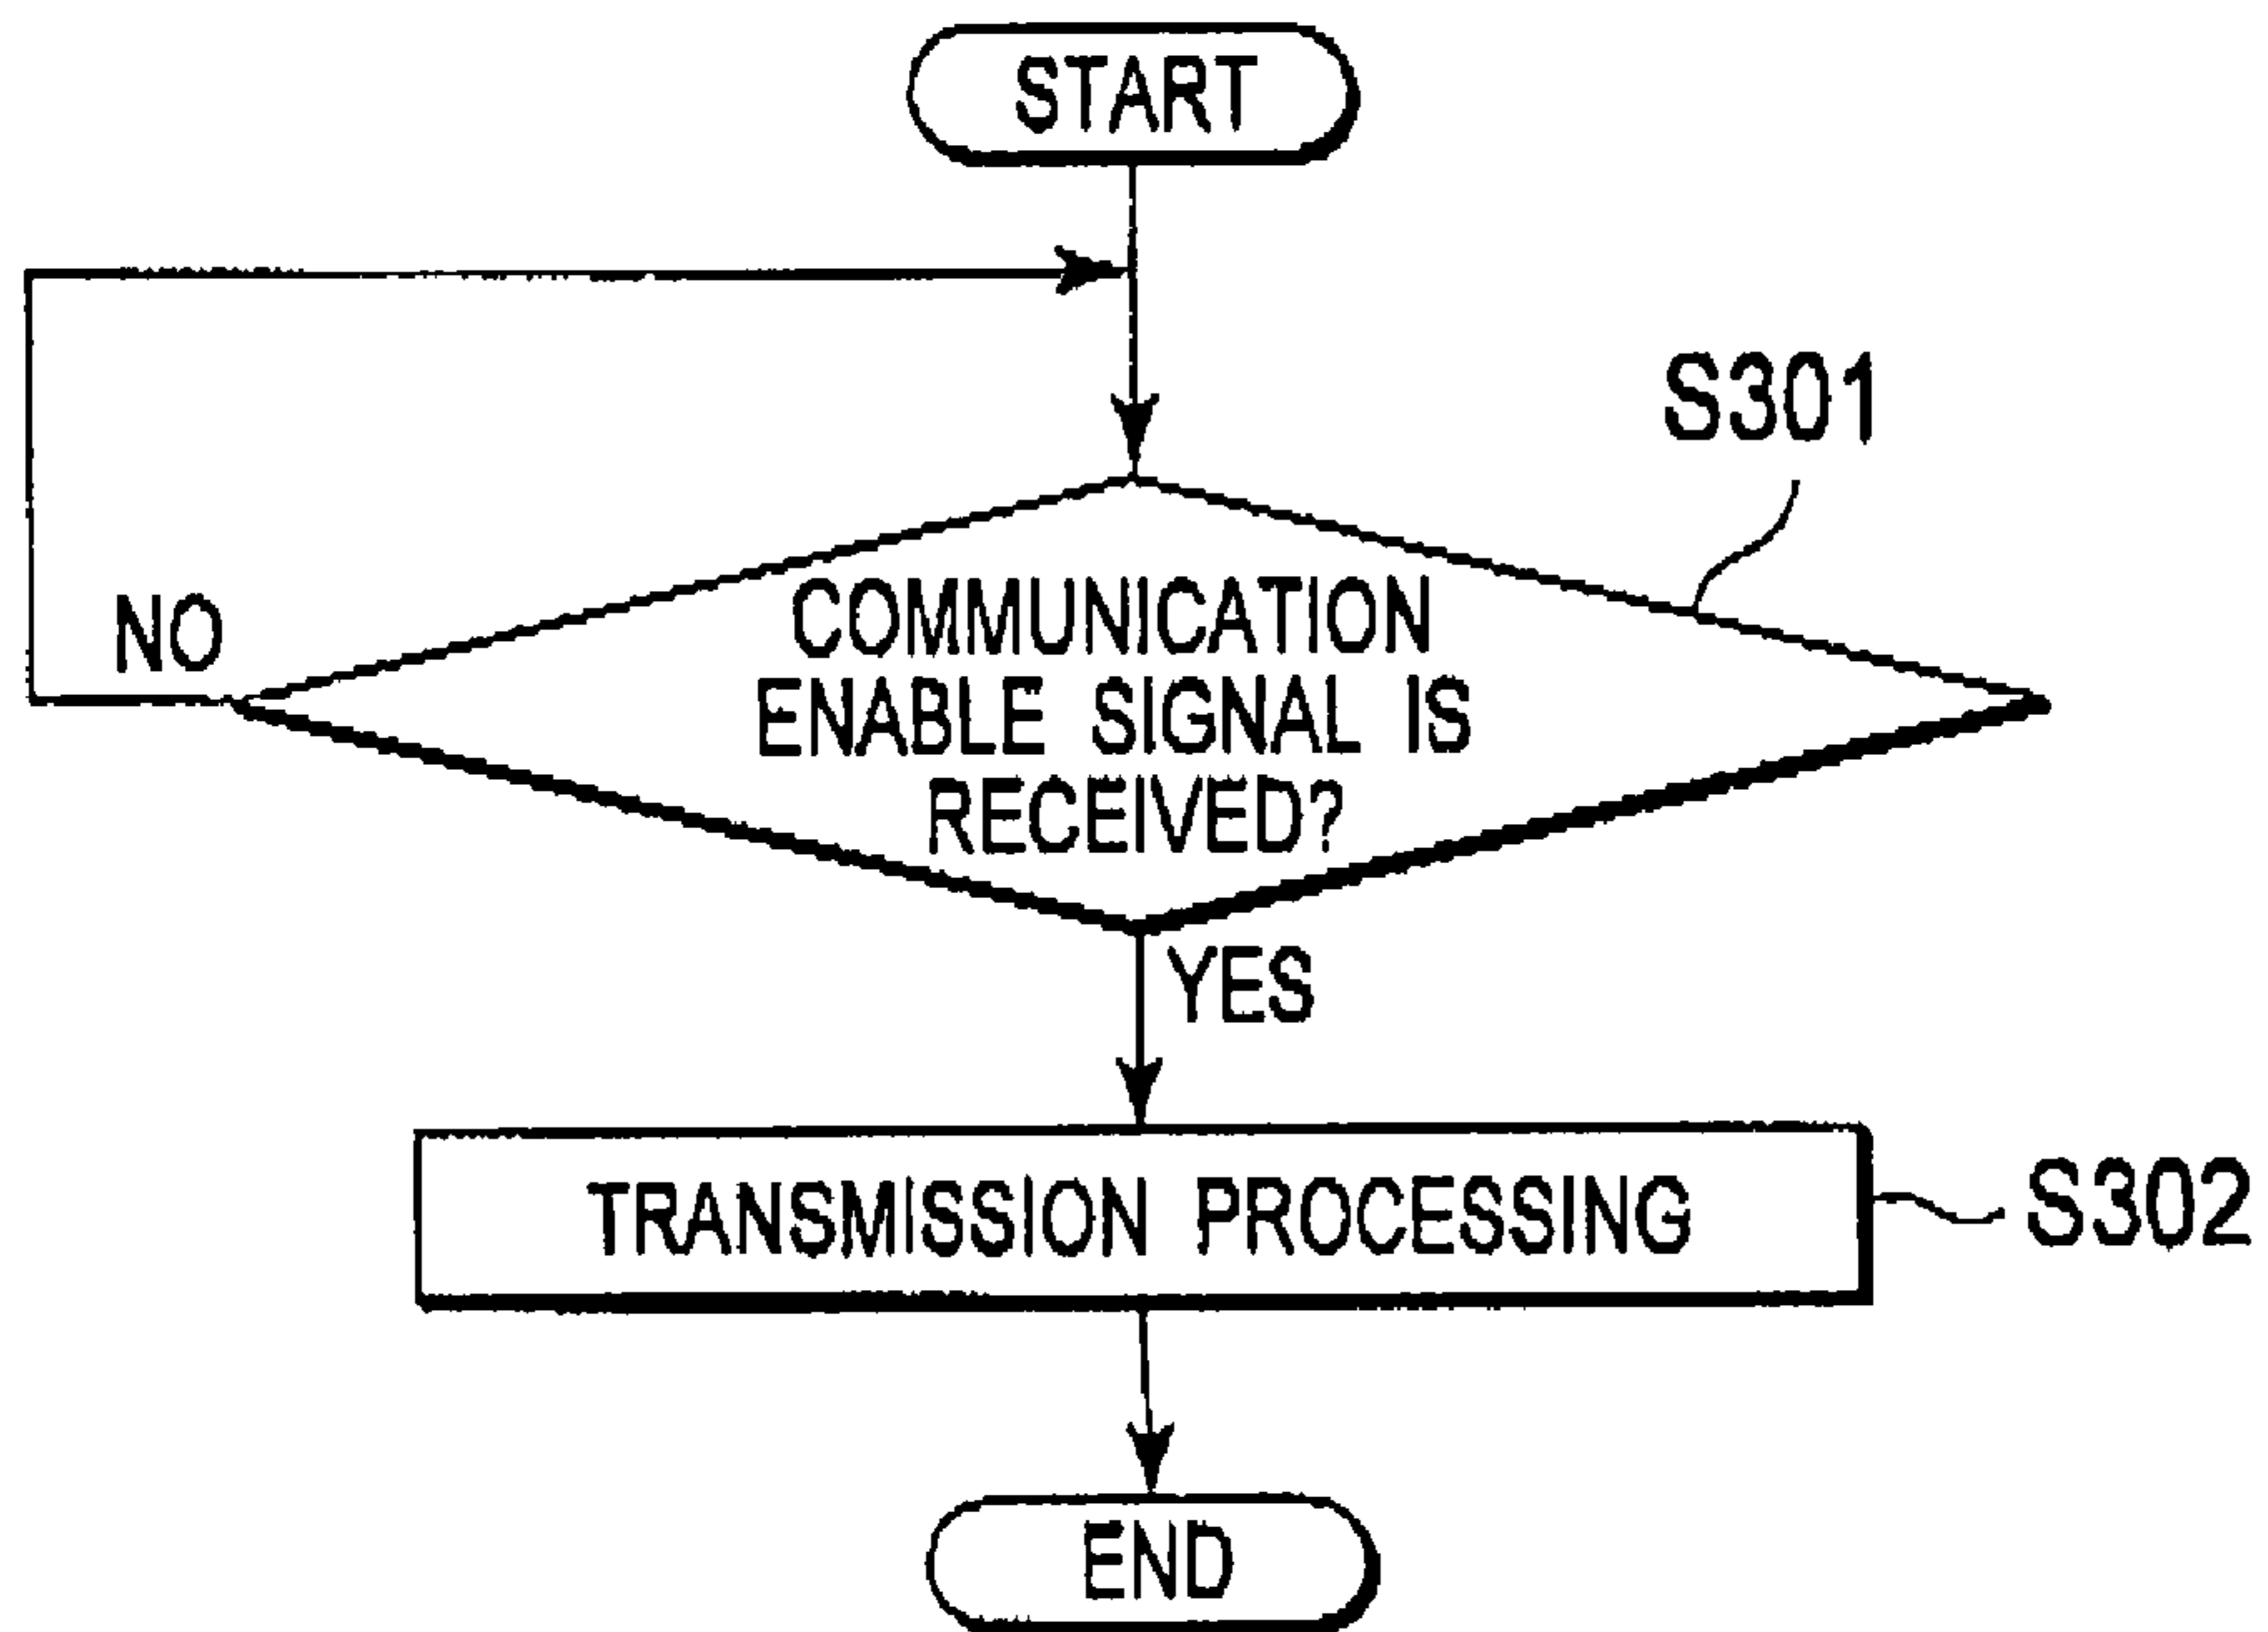 START
S301
NO
COMMUNICATION
ENABLE SIGNAL IS
RECEIVED?
YES
TRANSMISSION PROCESSING
S302
END